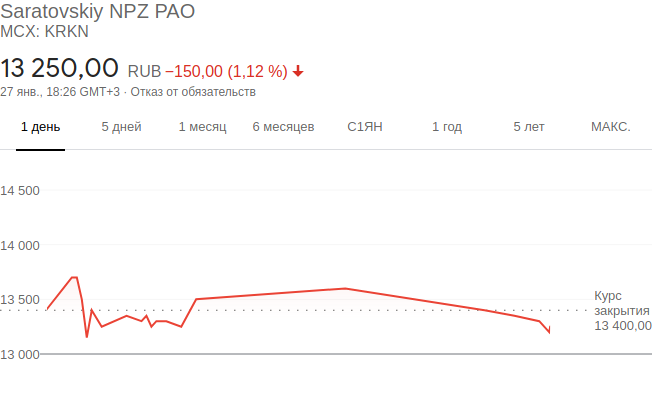 Saratovskiy NPZ PAO
MCX: KRKN
13 250,00 RUB −150,00 (1,12 %)
27 янв., 18:26 GMT+3 · Отказ от обязательств
1 день 5 дней 1 месяц 6 месяцев С1ЯН 1 год 5 лет МАКС.
14 500
14 000
13 500
Курс
закрытия
13 400,00
13 000